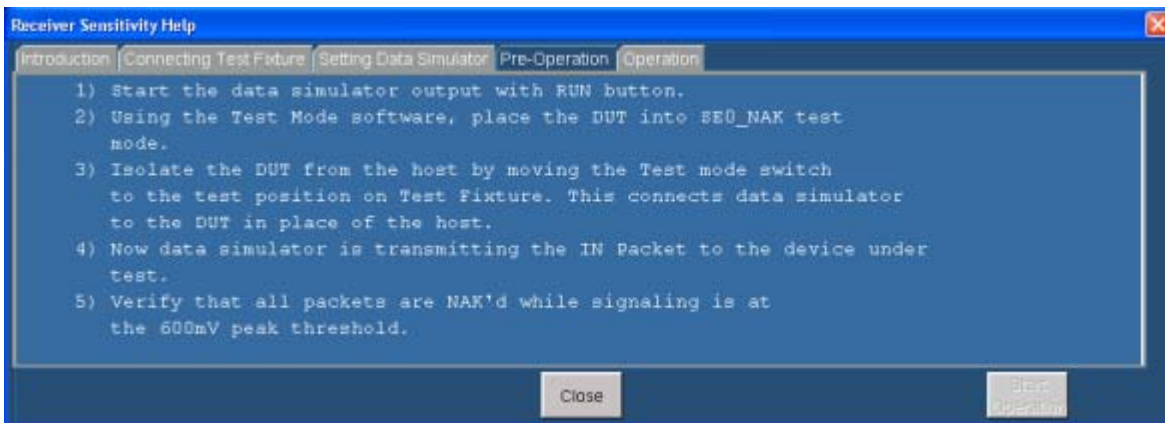 Receiver Sensitivity Help
Introduction Connecting Test Fixture Setting Data Simulator Pre-Operation Operation
1) Start the data simulator output with RUN button.
2) Using the Test Mode software, place the DUT into SE0_NAK test
mode.
3) Isolate the DUT from the host by moving the Test mode switch
to the test position on Test Fixture. This connects data simulator
to the DUT in place of the host.
4) Now data simulator is transmitting the IN Packet to the device under
test.
5) Verify that all packets are NAK'd while signaling is at
the 600mV peak threshold.
Close
Start
Operation